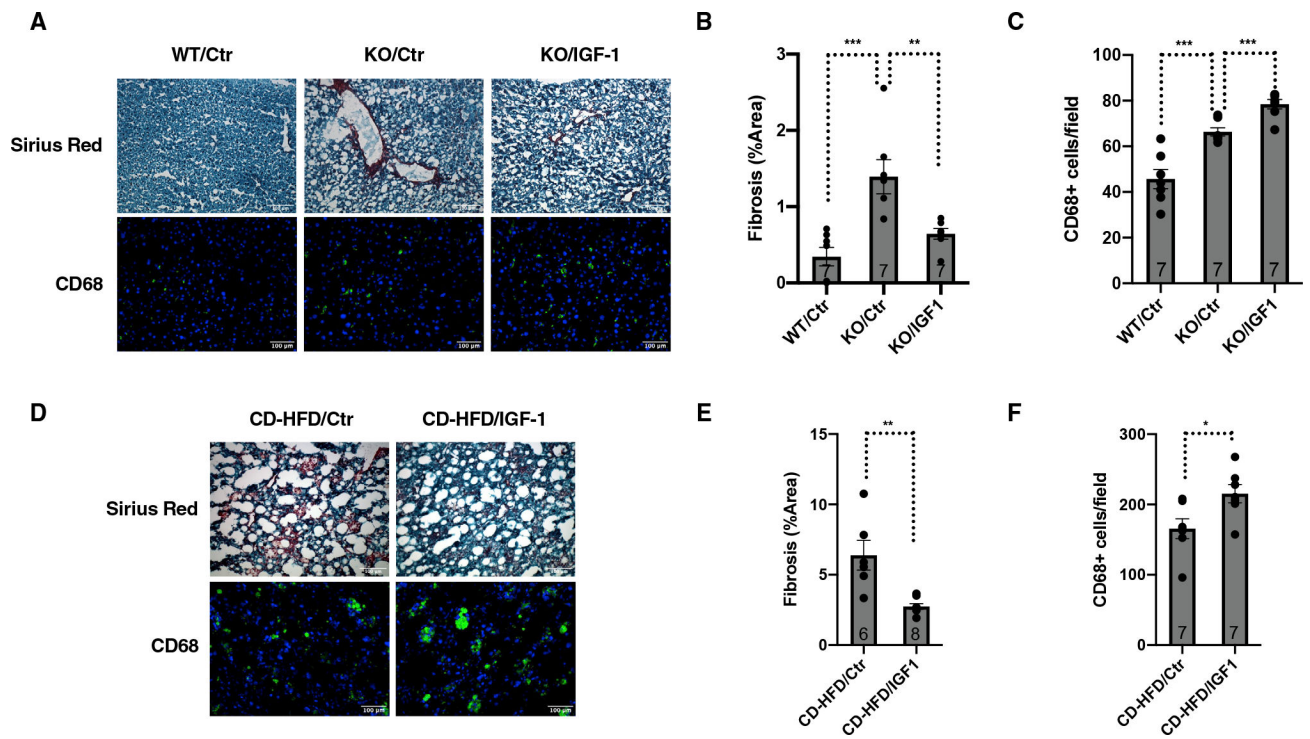 A
WT/Ctr
KO/Ctr
KO/IGF-1
Sirius Red
CD68
100 μm
100 μm
100 μm
B
***
**
Fibrosis (%Area)
3
2
1
0
7
7
7
WT/Ctr
KO/Ctr
KO/IGF1
C
***
***
CD68+ cells/field
100
80
60
40
20
0
7
7
7
WT/Ctr
KO/Ctr
KO/IGF1
D
CD-HFD/Ctr
CD-HFD/IGF-1
Sirius Red
100 μm
CD68
100 μm
100 μm
E
**
Fibrosis (%Area)
15
10
5
0
6
8
CD-HFD/Ctr
CD-HFD/IGF1
F
*
CD68+ cells/field
300
200
100
0
7
7
CD-HFD/Ctr
CD-HFD/IGF1